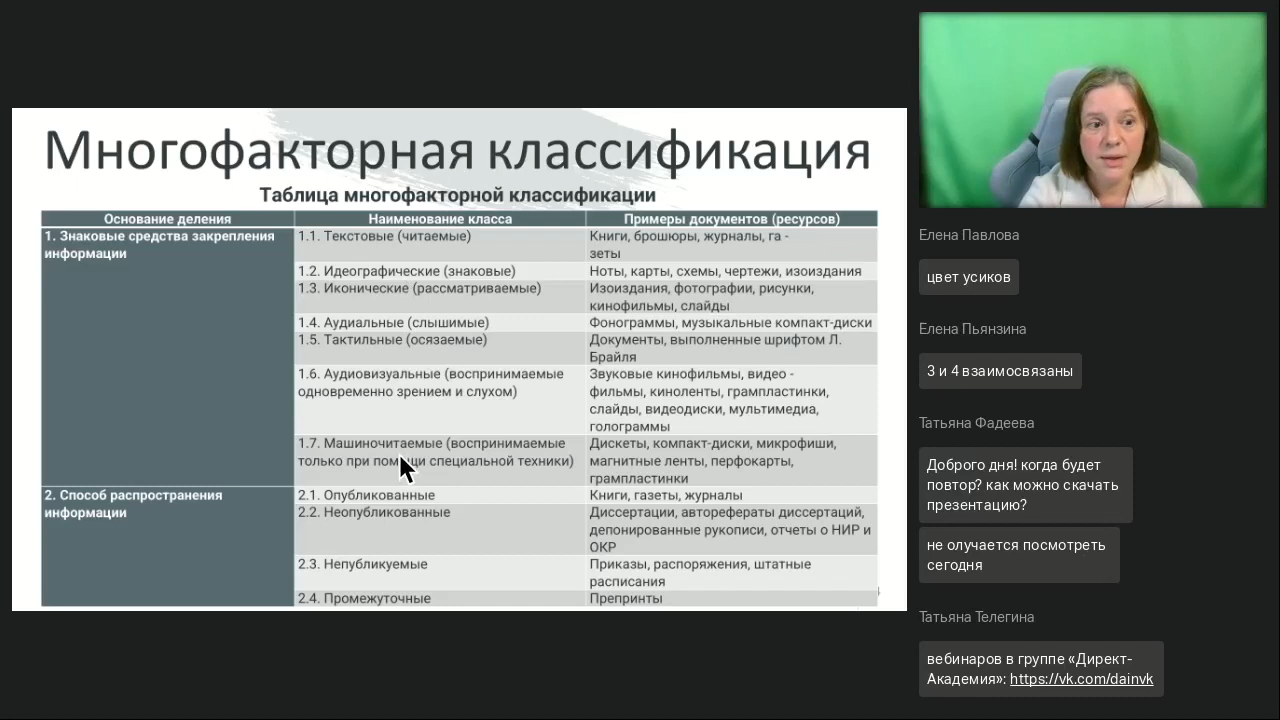 Многофакторная классификация
Таблица многофакторной классификации
Основание деления Наименование класса Примеры документов (ресурсов)
1. Знаковые средства закрепления
информации
1.1. Текстовые (читаемые)
Книги, брошюры, журналы, га -
зеты
1.2. Идеографические (знаковые)
Ноты, карты, схемы, чертежи, изоиздания
1.3. Иконические (рассматриваемые)
Изоиздания, фотографии, рисунки,
кинофильмы, слайды
1.4. Аудиальные (слышимые)
Фонограммы, музыкальные компакт-диски
1.5. Тактильные (осязаемые)
Документы, выполненные шрифтом Л.
Брайля
1.6. Аудиовизуальные (воспринимаемые
одновременно зрением и слухом)
Звуковые кинофильмы, видео -
фильмы, киноленты, грампластинки,
слайды, видеодиски, мультимедиа,
голограммы
1.7. Машиночитаемые (воспринимаемые
только при помощи специальной техники)
Дискеты, компакт-диски, микрофиши,
магнитные ленты, перфокарты,
грампластинки
2. Способ распространения
информации
2.1. Опубликованные
Книги, газеты, журналы
2.2. Неопубликованные
Диссертации, авторефераты диссертаций,
депонированные рукописи, отчеты о НИР и
ОКР
2.3. Непубликуемые
Приказы, распоряжения, штатные
расписания
2.4. Промежуточные
Препринты
Елена Павлова
цвет усиков
Елена Пьянзина
3 и 4 взаимосвязаны
Татьяна Фадеева
Доброго дня! когда будет
повтор? как можно скачать
презентацию?
не олучается посмотреть
сегодня
Татьяна Телегина
вебинаров в группе «Директ-
Академия»: https://vk.com/dainvk